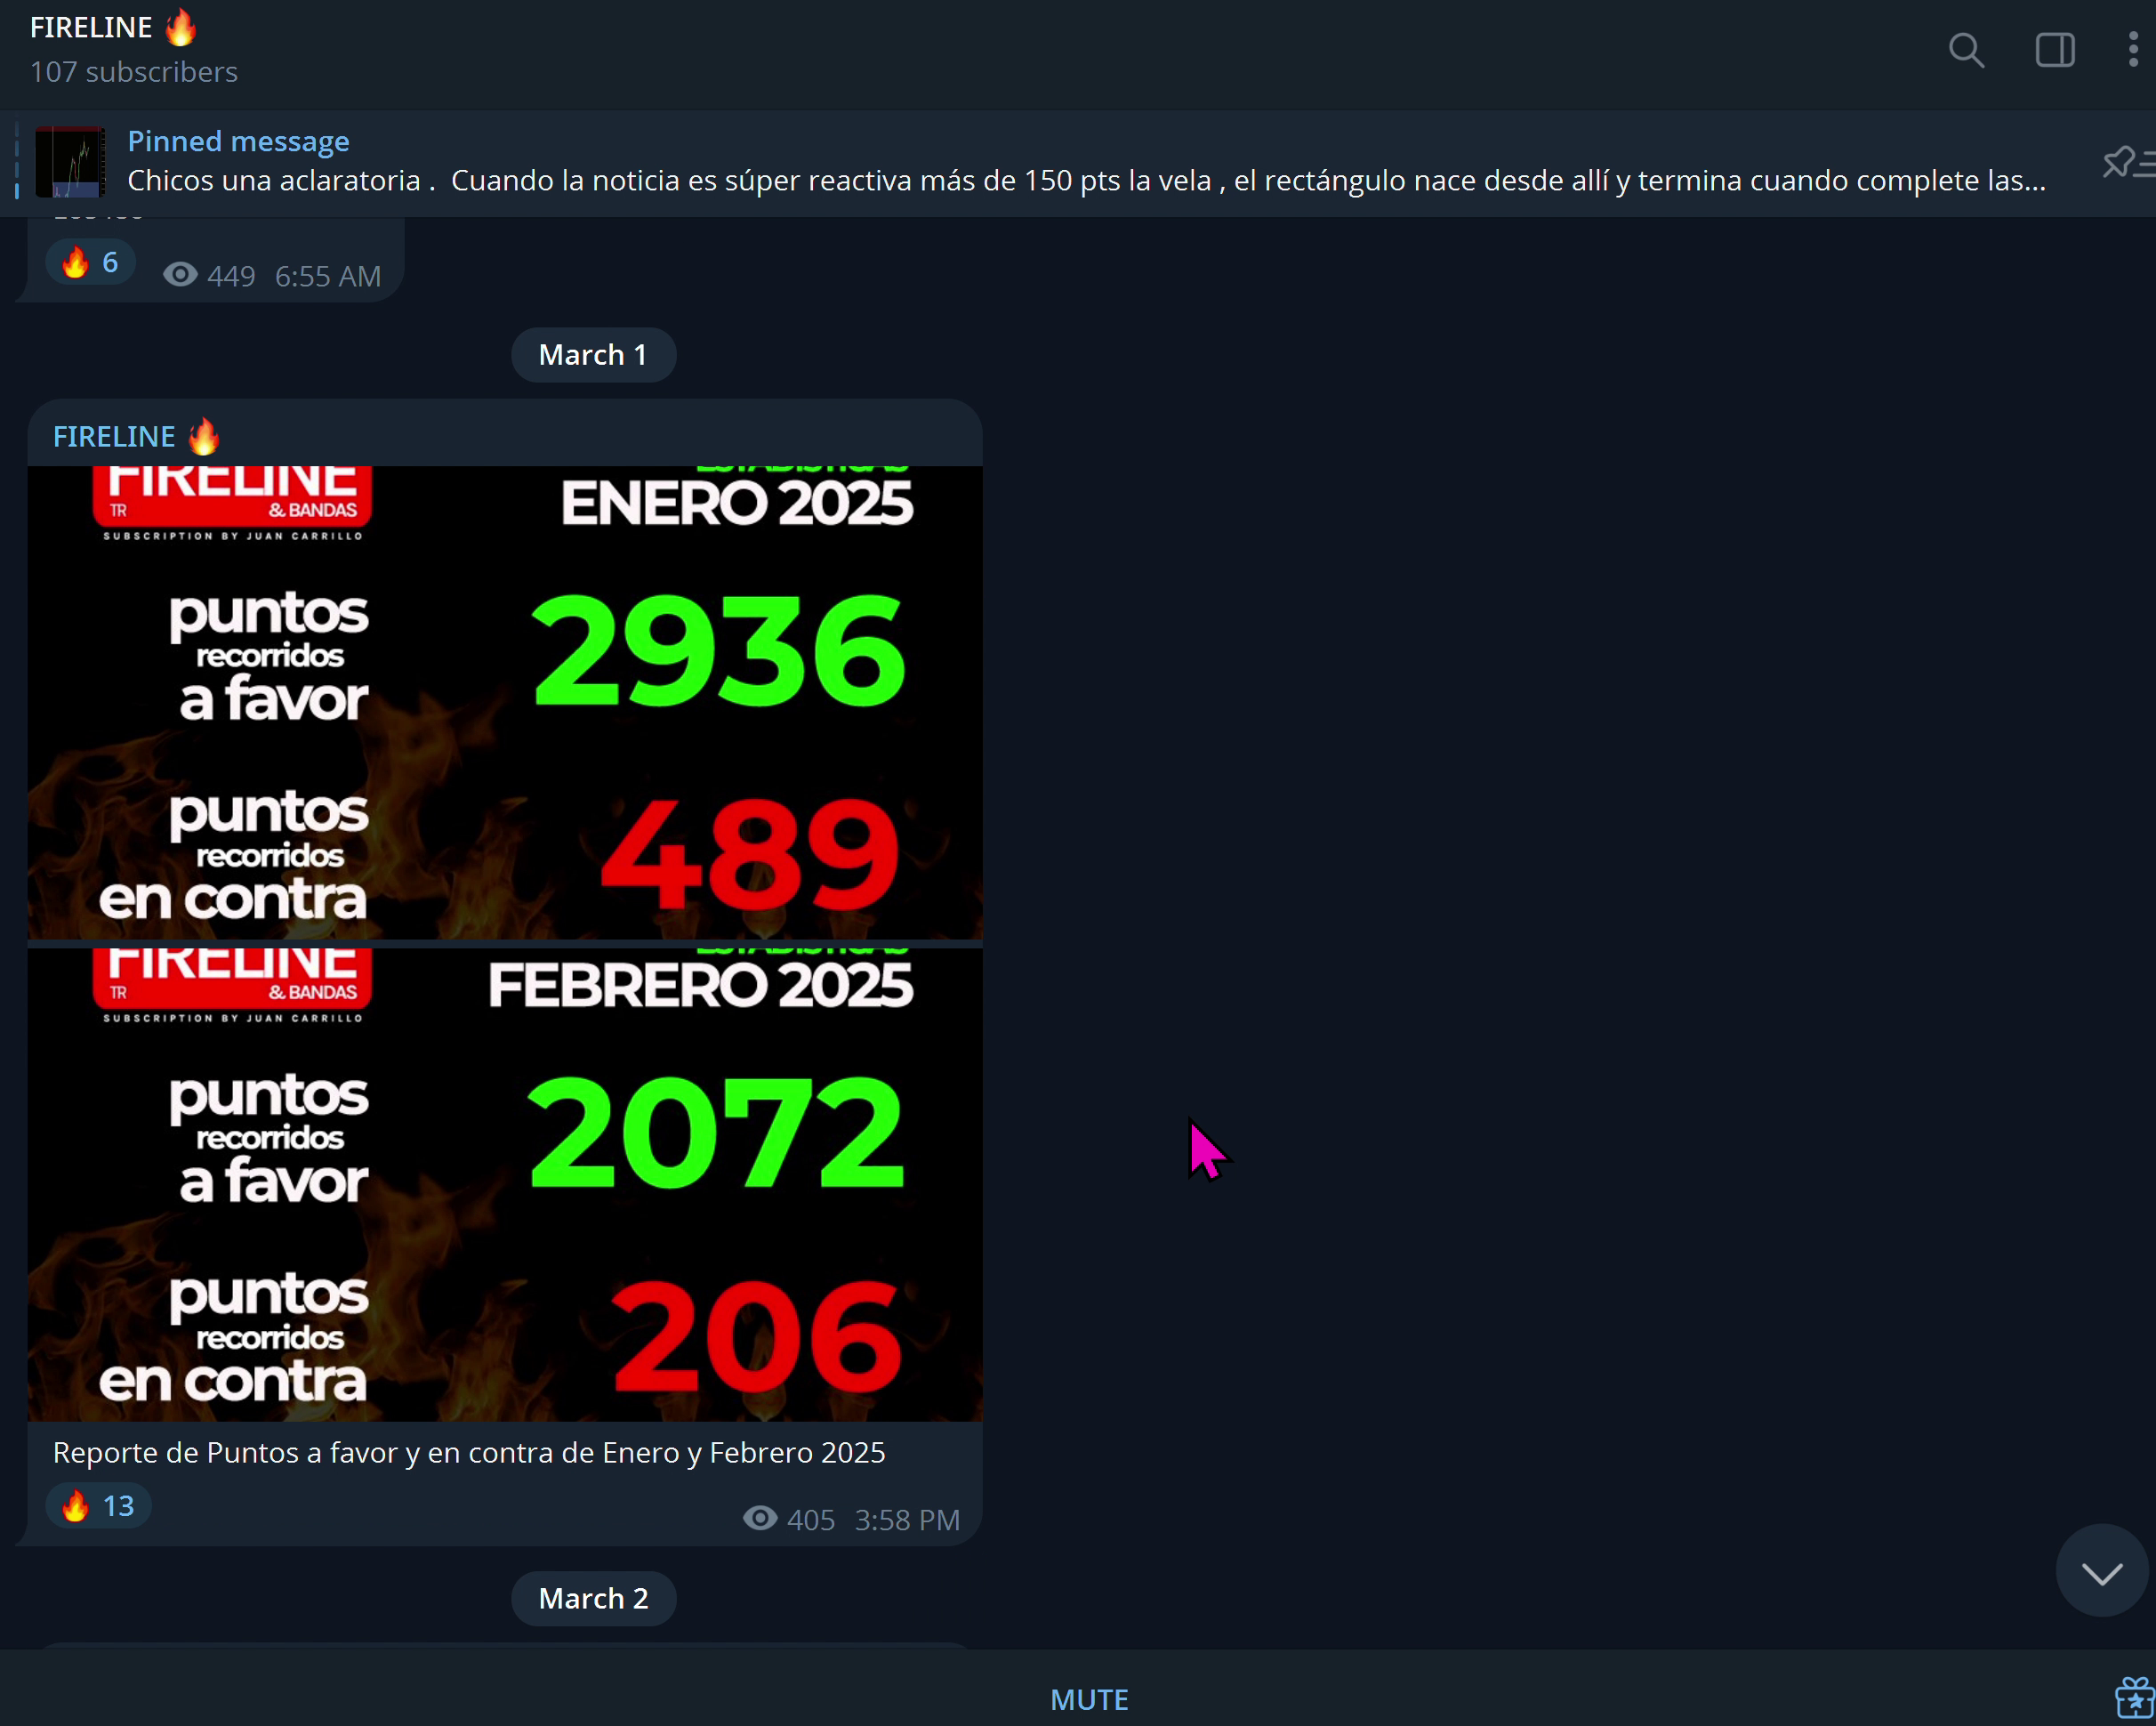 FIRELINE 🔥
107 subscribers
Pinned message
Chicos una aclaratoria . Cuando la noticia es súper reactiva más de 150 pts la vela , el rectángulo nace desde allí y termina cuando complete las...
🔥 6 449 6:55 AM
March 1
FIRELINE 🔥
FIRELINE
TR & BANDAS
SUBSCRIPTION BY JUAN CARRILLO
ESTADISTICAS
ENERO 2025
puntos
recorridos
a favor
2936
puntos
recorridos
en contra
489
FIRELINE
TR & BANDAS
SUBSCRIPTION BY JUAN CARRILLO
ESTADISTICAS
FEBRERO 2025
puntos
recorridos
a favor
2072
puntos
recorridos
en contra
206
Reporte de Puntos a favor y en contra de Enero y Febrero 2025
🔥 13 405 3:58 PM
March 2
MUTE